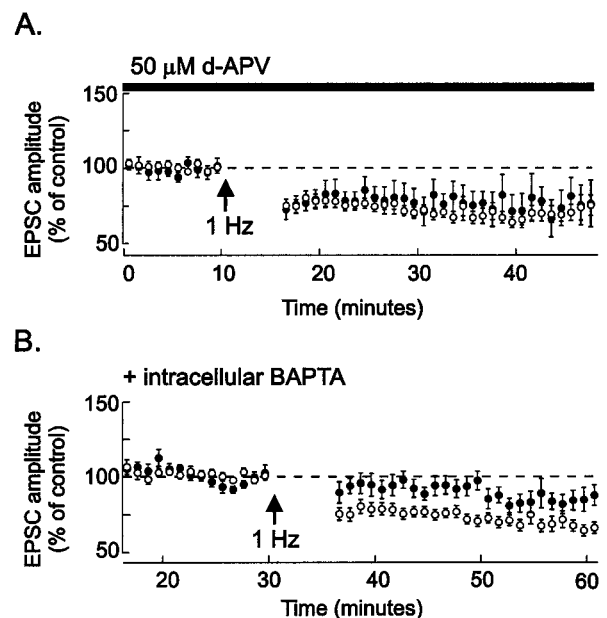 A.
50 μM d-APV
150
100
50
EPSC amplitude
(% of control)
1 Hz
0
10
20
30
40
Time (minutes)
B.
+ intracellular BAPTA
150
100
50
EPSC amplitude
(% of control)
1 Hz
20
30
40
50
60
Time (minutes)